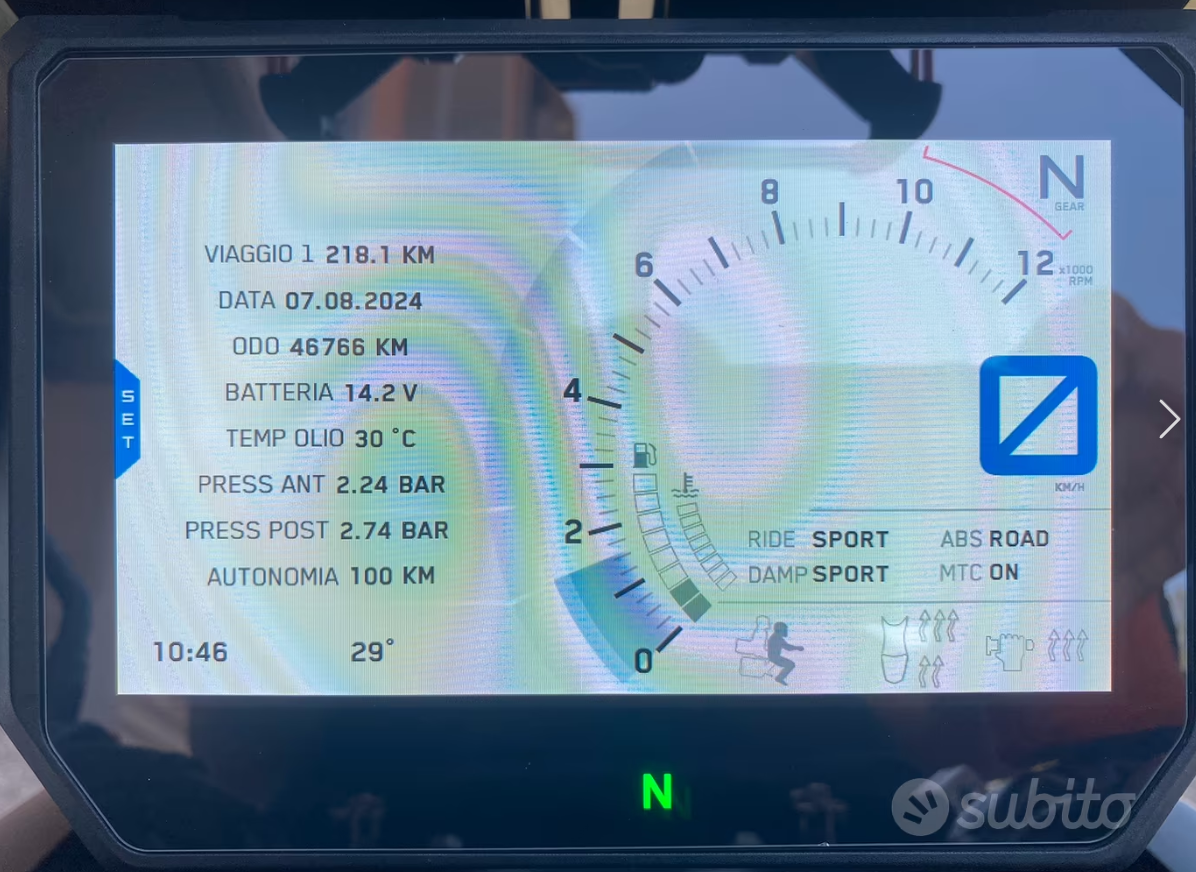 VIAGGIO 1 218.1 KM
DATA 07.08.2024
ODO 46766 KM
BATTERIA 14.2 V
TEMP OLIO 30 °C
PRESS ANT 2.24 BAR
PRESS POST 2.74 BAR
AUTONOMIA 100 KM
10:46 29°
SET
0
2
4
6
8
10
12
x1000
RPM
N
GEAR
0
KM/H
RIDE SPORT ABS ROAD
DAMP SPORT MTC ON
N
subito